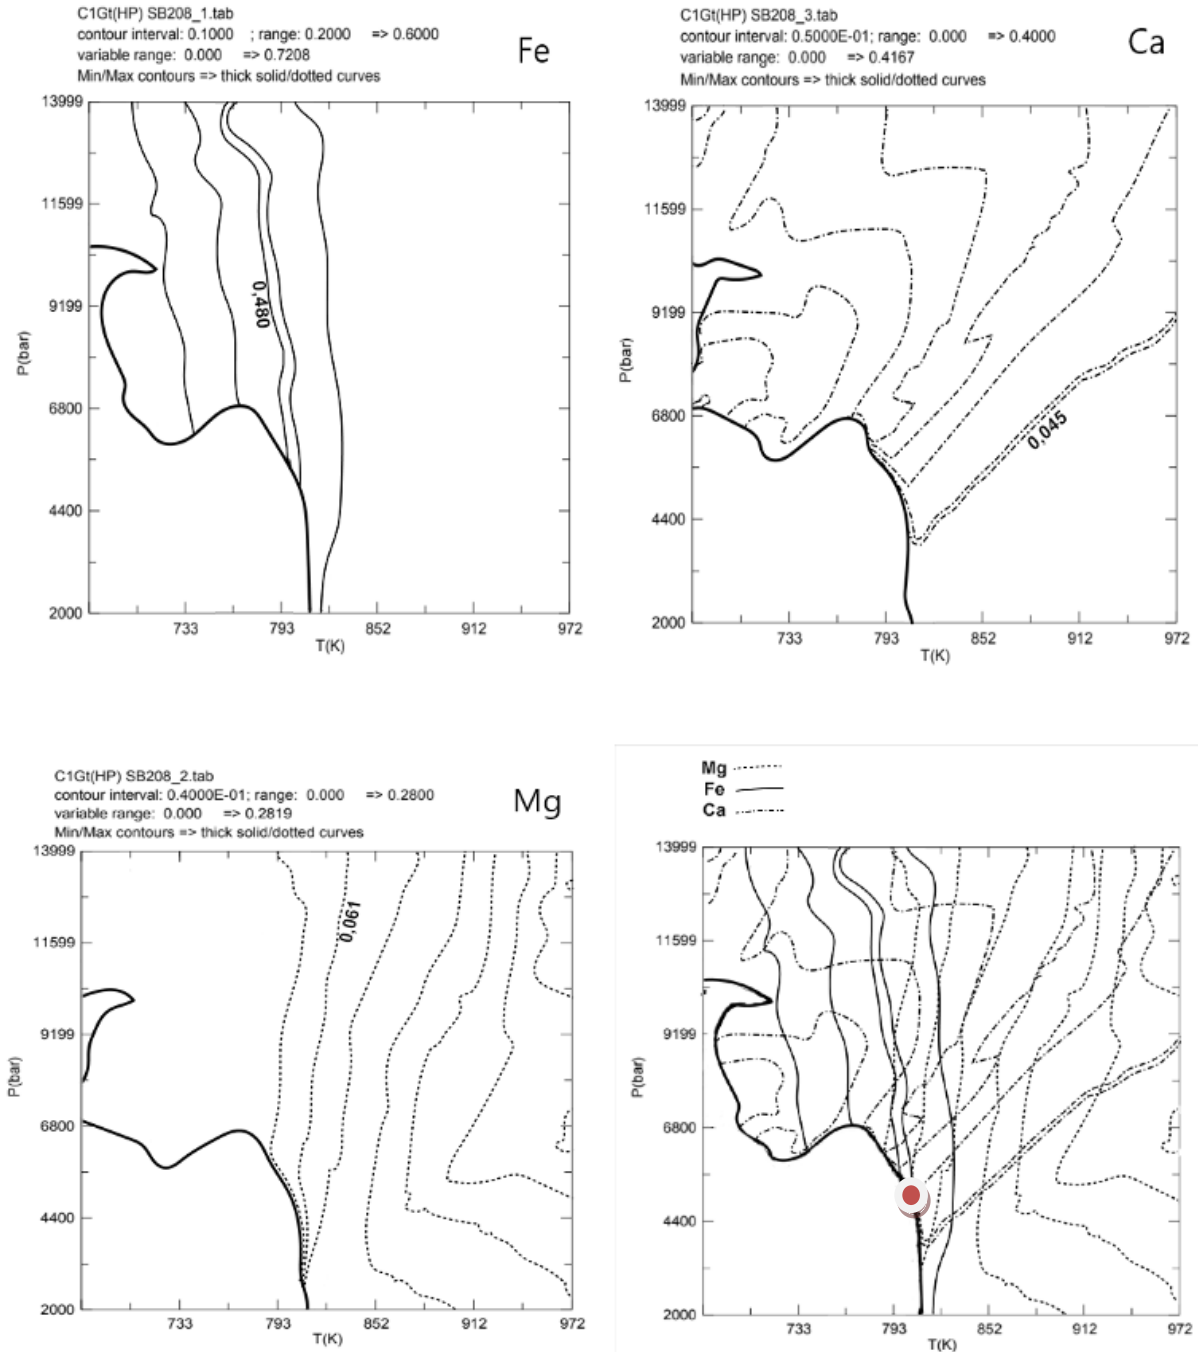 C1Gt(HP) SB208_1.tab
contour interval: 0.1000 ; range: 0.2000 => 0.6000
variable range: 0.000 => 0.7208
Min/Max contours => thick solid/dotted curves
Fe
13999
11599
9199
6800
4400
2000
P(bar)
0,480
733 793 852 912 972
T(K)
C1Gt(HP) SB208_3.tab
contour interval: 0.5000E-01; range: 0.000 => 0.4000
variable range: 0.000 => 0.4167
Min/Max contours => thick solid/dotted curves
Ca
13999
11599
9199
6800
4400
2000
P(bar)
0,045
733 793 852 912 972
T(K)
C1Gt(HP) SB208_2.tab
contour interval: 0.4000E-01; range: 0.000 => 0.2800
variable range: 0.000 => 0.2819
Min/Max contours => thick solid/dotted curves
Mg
13999
11599
9199
6800
4400
2000
P(bar)
0,061
733 793 852 912 972
T(K)
Mg
Fe
Ca
13999
11599
9199
6800
4400
2000
P(bar)
733 793 852 912 972
T(K)